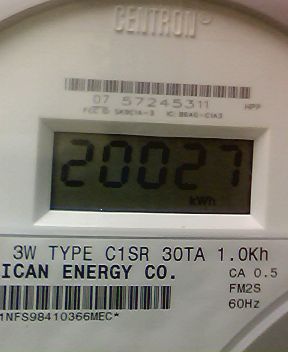 CENTRON
07 57245311
HPP
20027
kWh
3W TYPE C1SR 30TA 1.0Kh
ICAN ENERGY CO.
CA 0.5
FM2S
60Hz
1NFS98410366MEC*